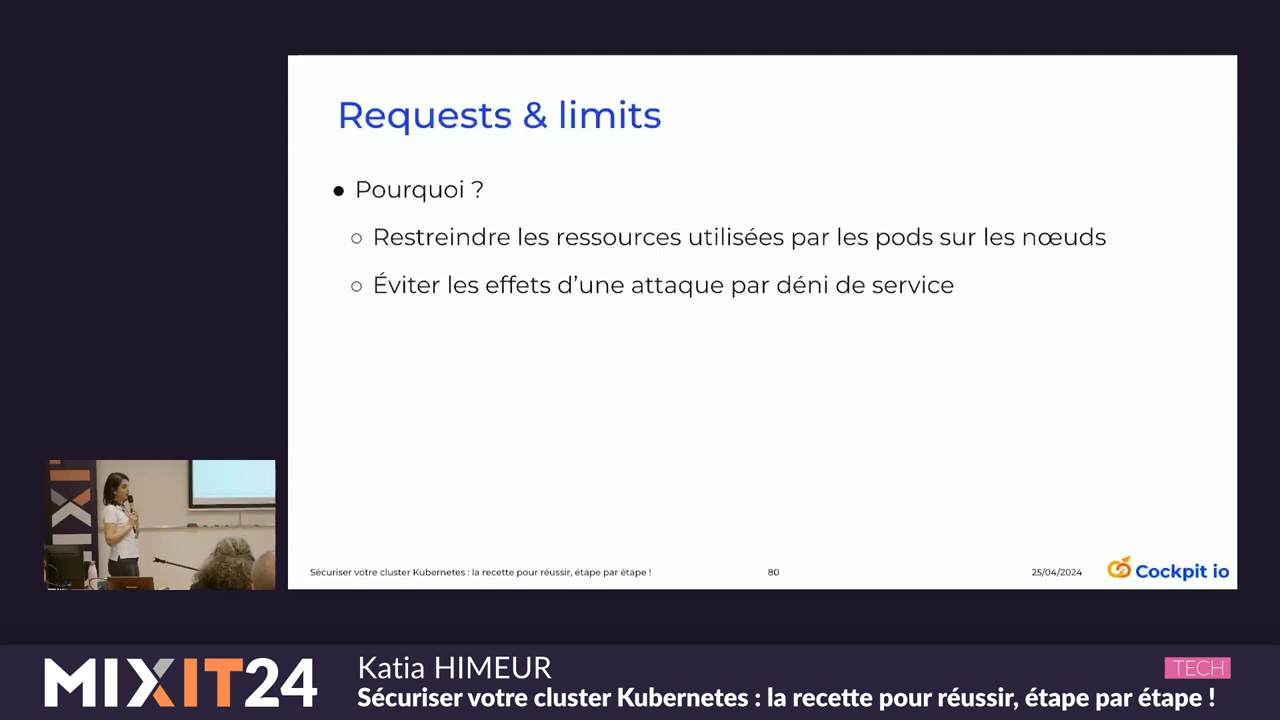 Requests & limits
● Pourquoi ?
○ Restreindre les ressources utilisées par les pods sur les nœuds
○ Éviter les effets d’une attaque par déni de service
Sécuriser votre cluster Kubernetes : la recette pour réussir, étape par étape !
80
25/04/2024
Cockpit io
MIXIT24
Katia HIMEUR
TECH
Sécuriser votre cluster Kubernetes : la recette pour réussir, étape par étape !